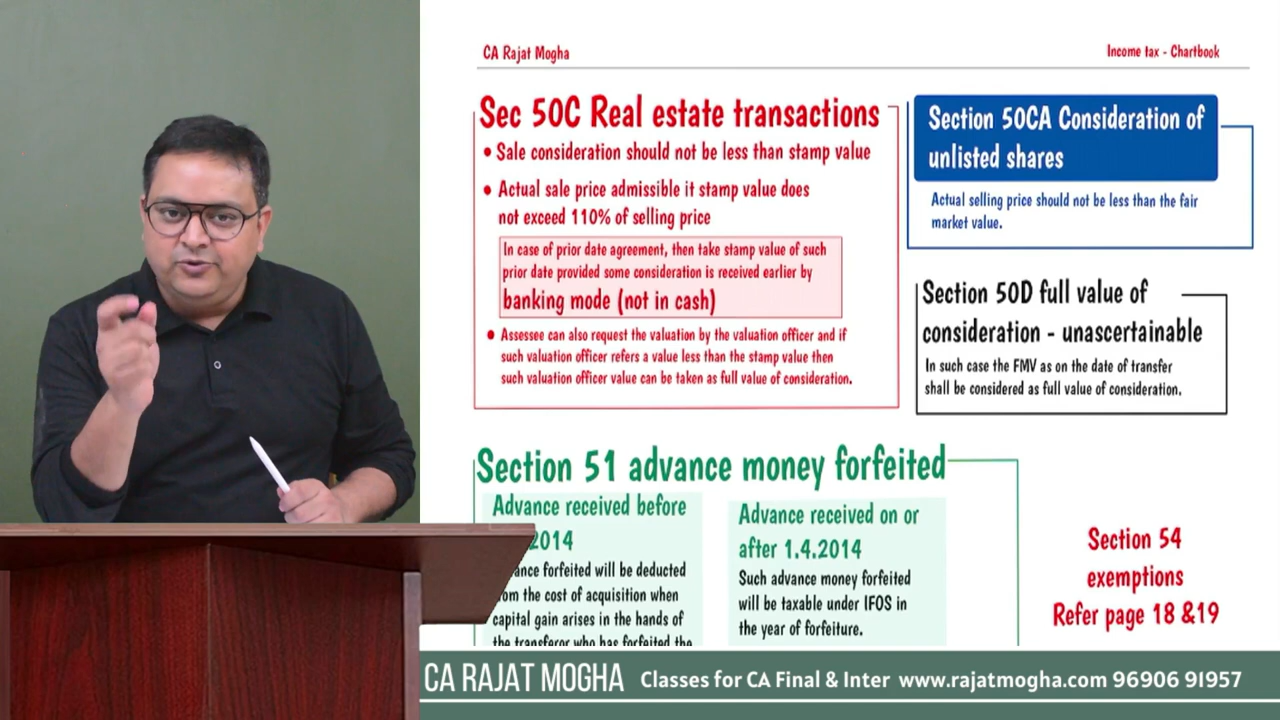 CA Rajat Mogha
Income tax - Chartbook
Sec 50C Real estate transactions
• Sale consideration should not be less than stamp value
• Actual sale price admissible it stamp value does
not exceed 110% of selling price
In case of prior date agreement, then take stamp value of such
prior date provided some consideration is received earlier by
banking mode (not in cash)
• Assessee can also request the valuation by the valuation officer and if
such valuation officer refers a value less than the stamp value then
such valuation officer value can be taken as full value of consideration.
Section 50CA Consideration of
unlisted shares
Actual selling price should not be less than the fair
market value.
Section 50D full value of
consideration - unascertainable
In such case the FMV as on the date of transfer
shall be considered as full value of consideration.
Section 51 advance money forfeited
Advance received before
2014
forfeited will be deducted
from the cost of acquisition when
capital gain arises in the hands of
the transferor who has forfeited the
Advance received on or
after 1.4.2014
Such advance money forfeited
will be taxable under IFOS in
the year of forfeiture.
Section 54
exemptions
Refer page 18 &19
CA RAJAT MOGHA Classes for CA Final & Inter www.rajatmogha.com 96906 91957